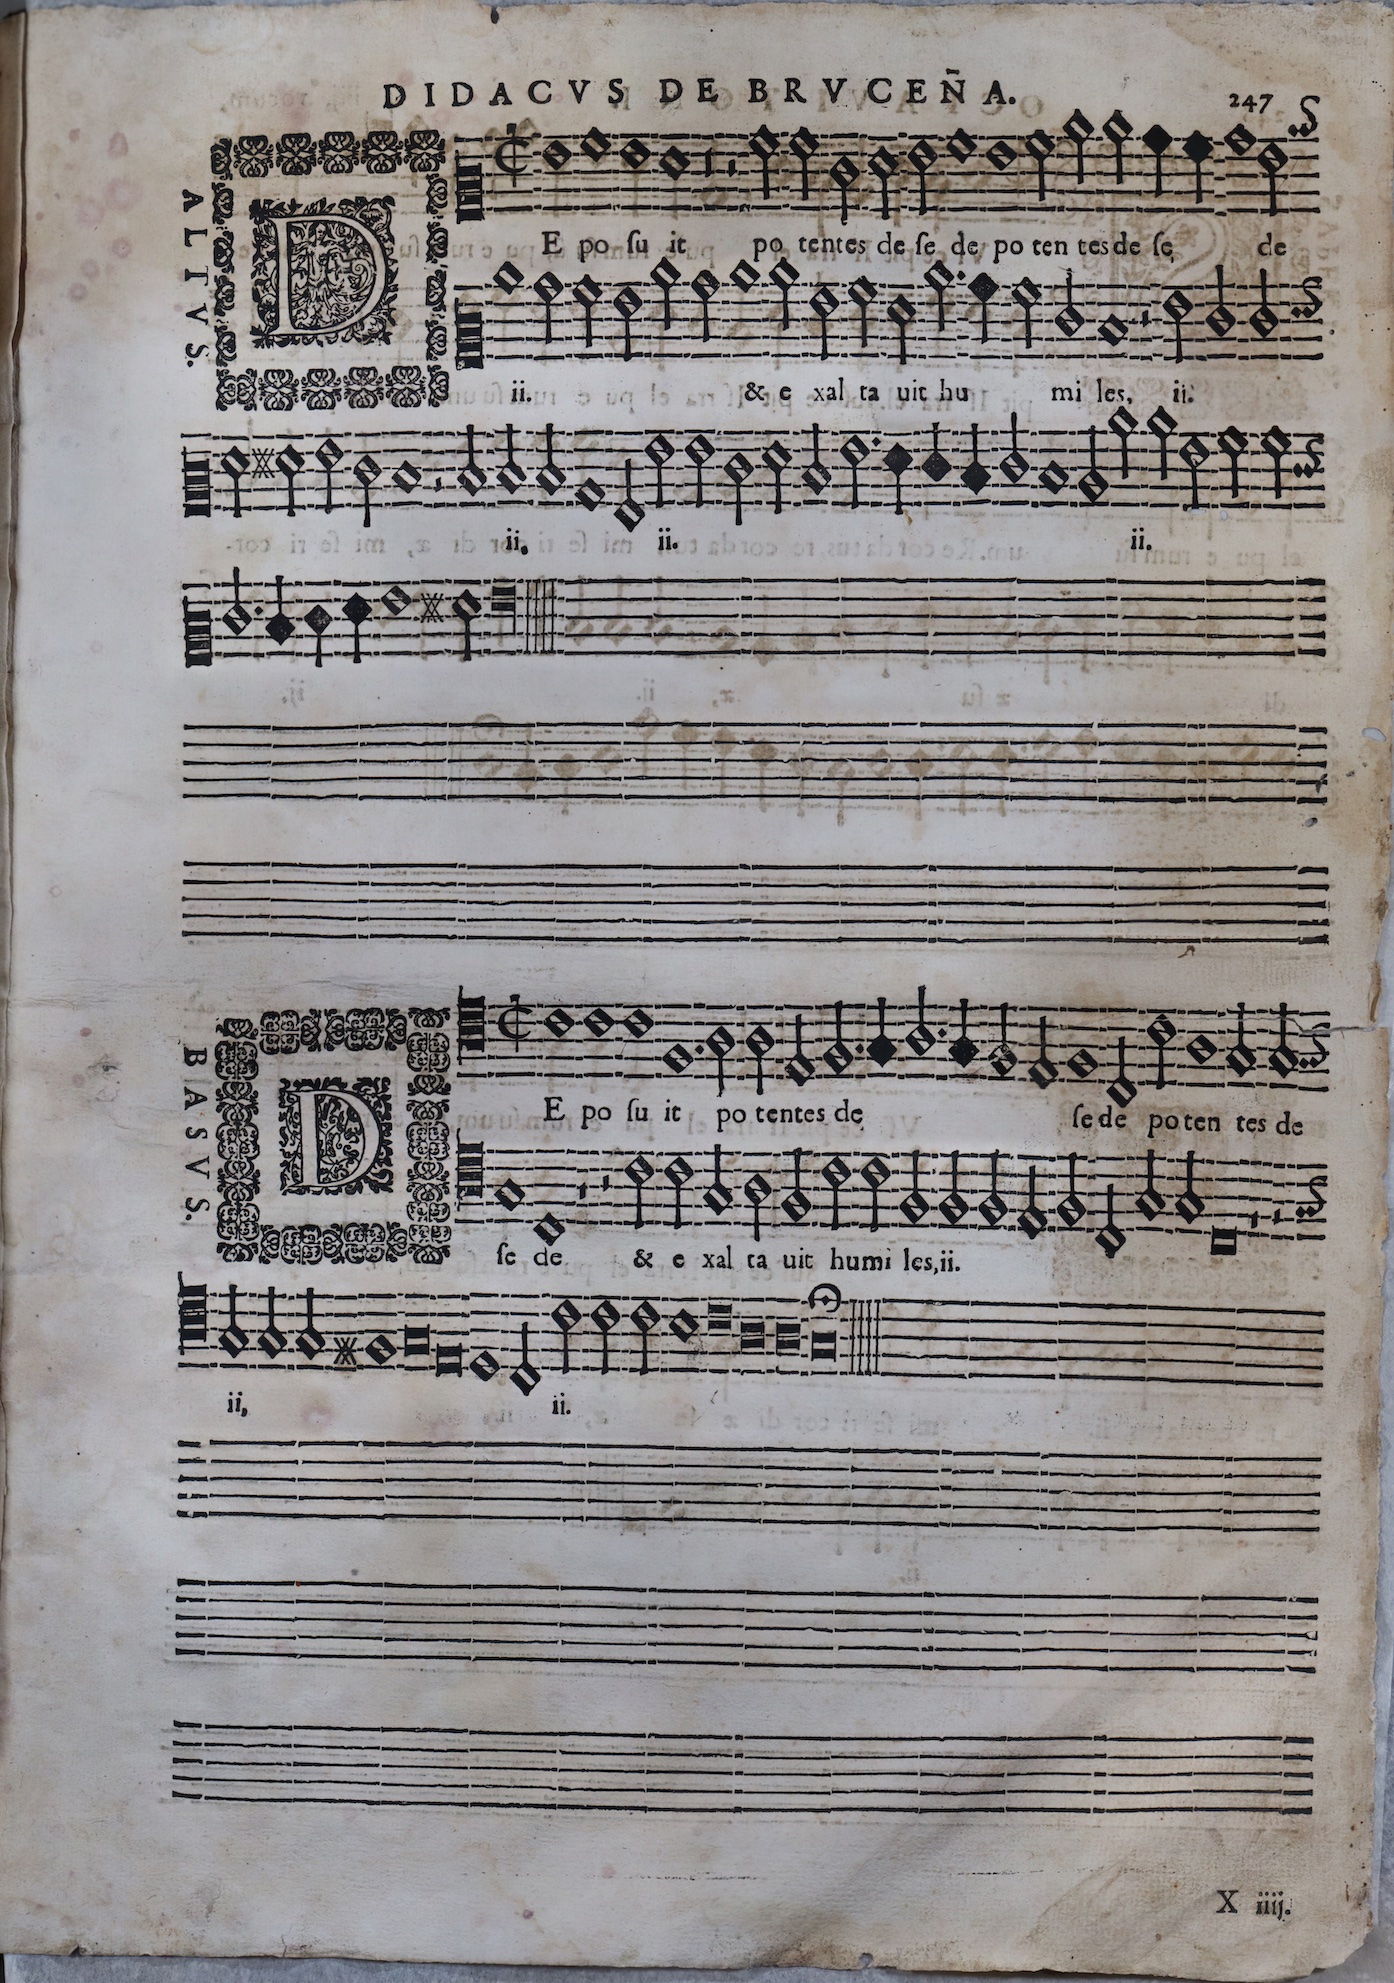 DIDACVS DE BRVCEÑA. 247
ALTVS.
D
E po ſu it po tentes de ſe de po ten tes de ſe de
ii. & e xal ta uit hu mi les, ii.
ii. ii. ii.
BASVS.
D
E po ſu it po tentes de ſe de po ten tes de
ſe de & e xal ta uit humi les, ii.
ii, ii.
X iiij.